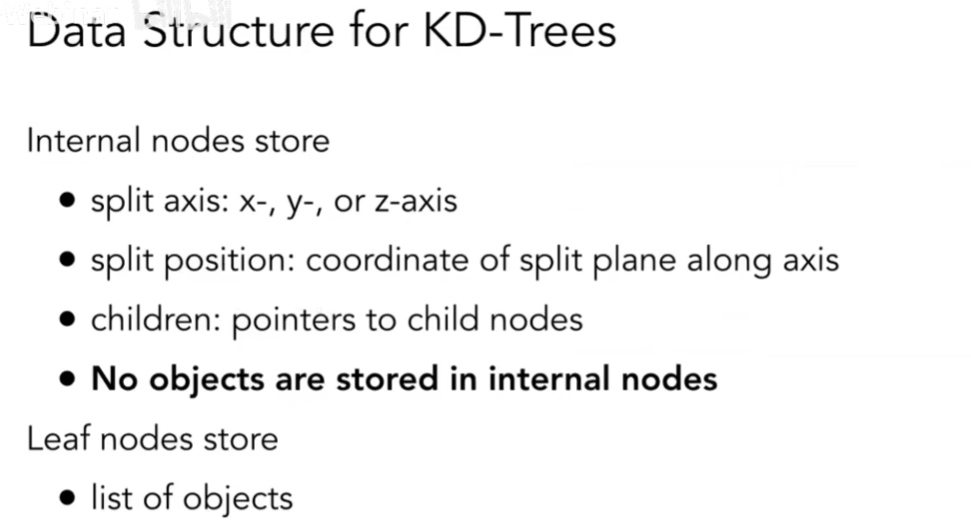 Data Structure for KD-Trees
Internal nodes store
• split axis: x-, y-, or z-axis
• split position: coordinate of split plane along axis
• children: pointers to child nodes
• No objects are stored in internal nodes
Leaf nodes store
• list of objects